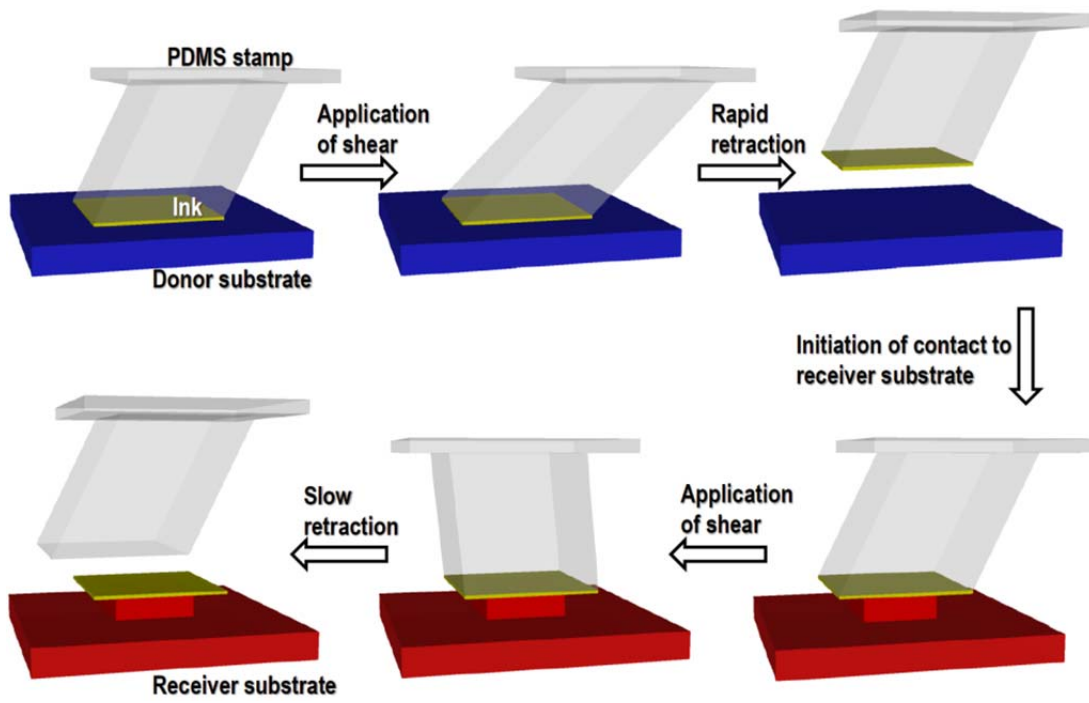 PDMS stamp
Application
of shear
Rapid
retraction
Ink
Donor substrate
Initiation of contact to
receiver substrate
Application
of shear
Slow
retraction
Receiver substrate